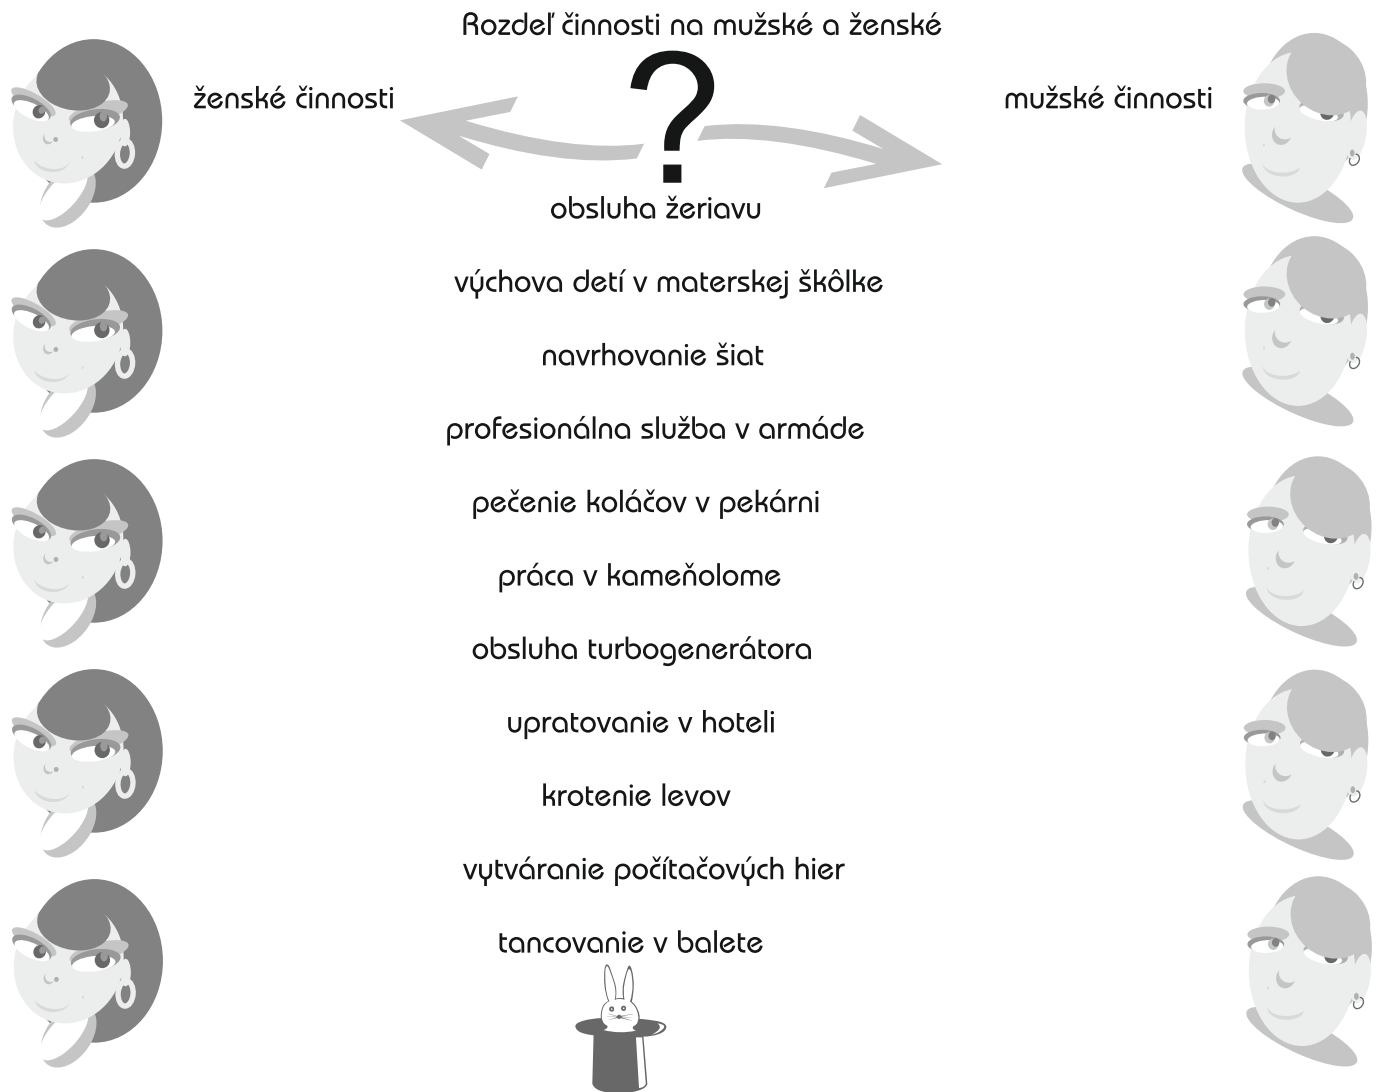 Rozdeľ činnosti na mužské a ženské
ženské činnosti
mužské činnosti
?
obsluha žeriavu
výchova detí v materskej škôlke
navrhovanie šiat
profesionálna služba v armáde
pečenie koláčov v pekárni
práca v kameňolome
obsluha turbogenerátora
upratovanie v hoteli
krotenie levov
vytváranie počítačových hier
tancovanie v balete